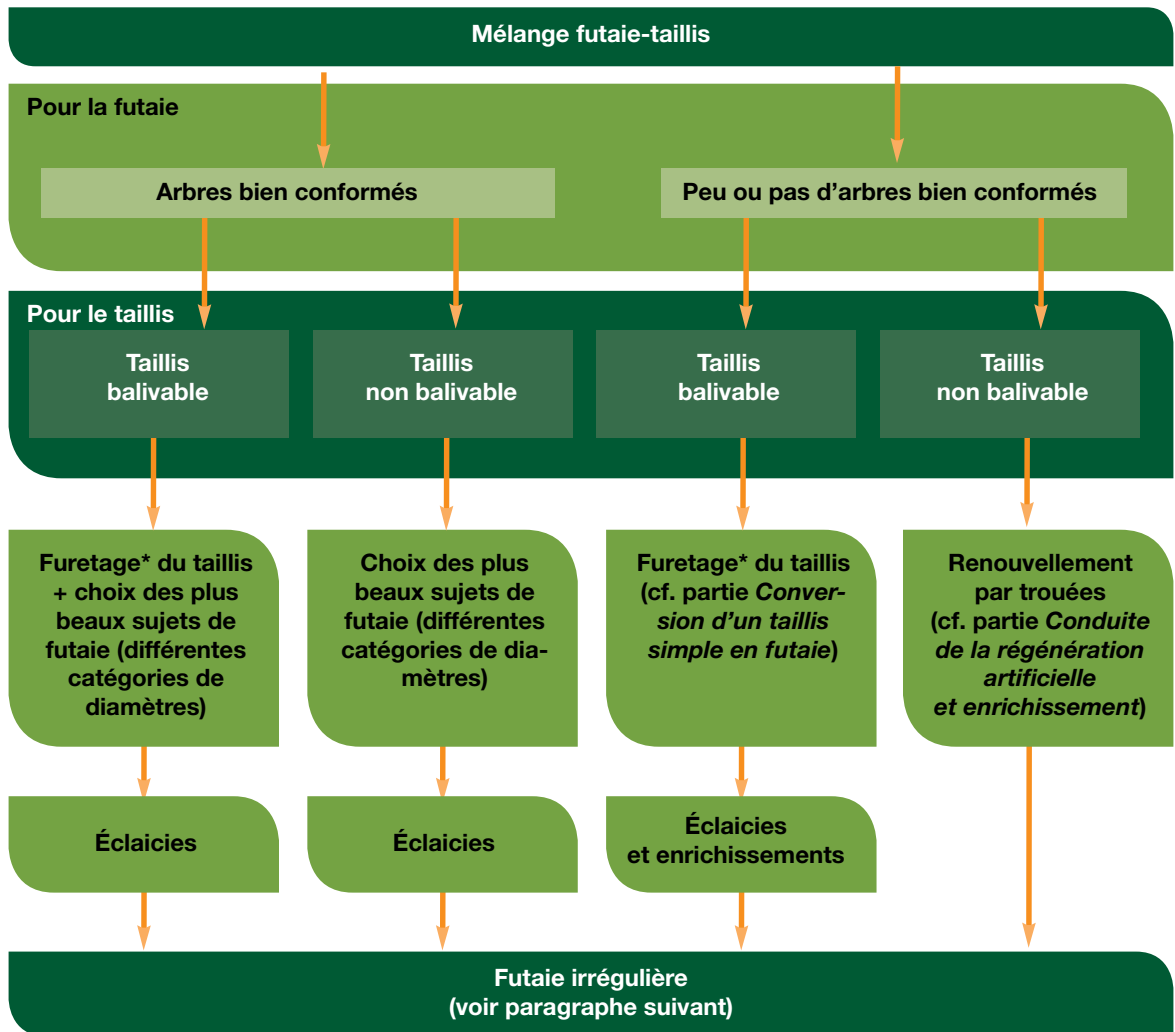 Mélange futaie-taillis
Pour la futaie
Arbres bien conformés
Peu ou pas d'arbres bien conformés
Pour le taillis
Taillis
balivable
Taillis
non balivable
Taillis
balivable
Taillis
non balivable
Furetage* du taillis
+ choix des plus
beaux sujets de
futaie (différentes
catégories de
diamètres)
Choix des plus
beaux sujets de
futaie (différentes
catégories de dia-
mètres)
Furetage* du taillis
(cf. partie Conver-
sion d'un taillis
simple en futaie)
Renouvellement
par trouées
(cf. partie Conduite
de la régénération
artificielle
et enrichissement)
Éclaicies
Éclaicies
Éclaicies
et enrichissements
Futaie irrégulière
(voir paragraphe suivant)